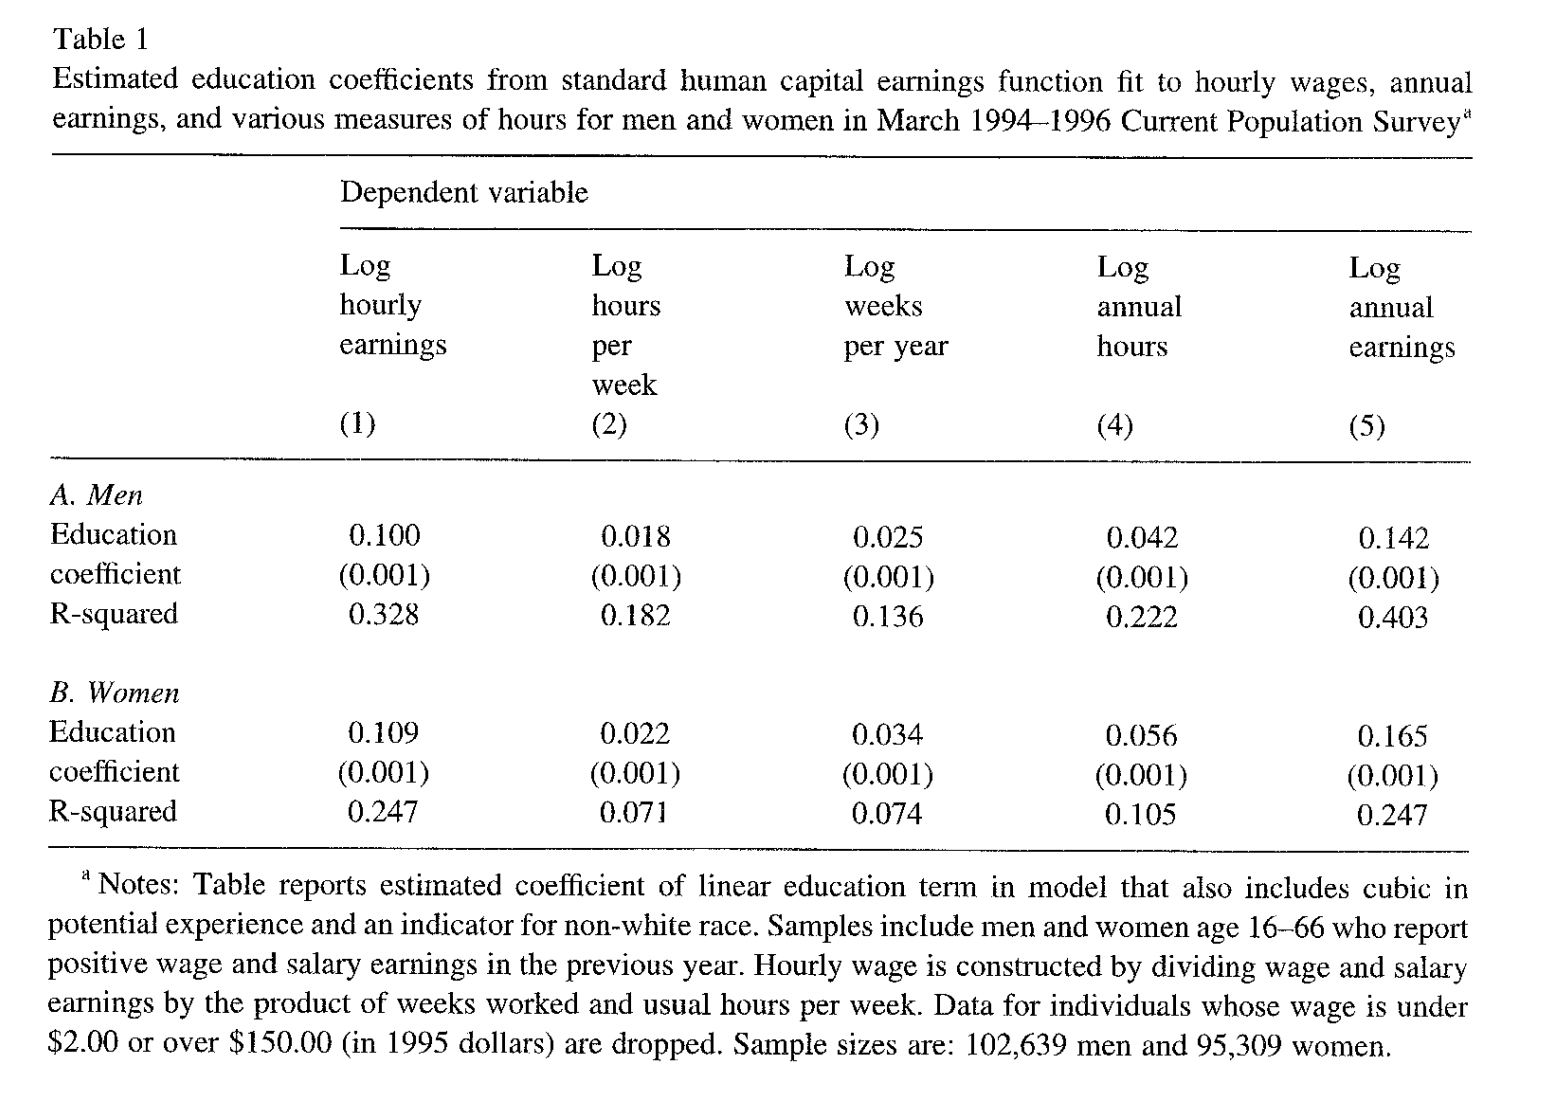 Table 1
Estimated education coefficients from standard human capital earnings function fit to hourly wages, annual
earnings, and various measures of hours for men and women in March 1994–1996 Current Population Survey^a
Dependent variable
Log Log Log Log Log
hourly hours weeks annual annual
earnings per per year hours earnings
week
(1) (2) (3) (4) (5)
A. Men
Education 0.100 0.018 0.025 0.042 0.142
coefficient (0.001) (0.001) (0.001) (0.001) (0.001)
R-squared 0.328 0.182 0.136 0.222 0.403
B. Women
Education 0.109 0.022 0.034 0.056 0.165
coefficient (0.001) (0.001) (0.001) (0.001) (0.001)
R-squared 0.247 0.071 0.074 0.105 0.247
^a Notes: Table reports estimated coefficient of linear education term in model that also includes cubic in
potential experience and an indicator for non-white race. Samples include men and women age 16–66 who report
positive wage and salary earnings in the previous year. Hourly wage is constructed by dividing wage and salary
earnings by the product of weeks worked and usual hours per week. Data for individuals whose wage is under
$2.00 or over $150.00 (in 1995 dollars) are dropped. Sample sizes are: 102,639 men and 95,309 women.